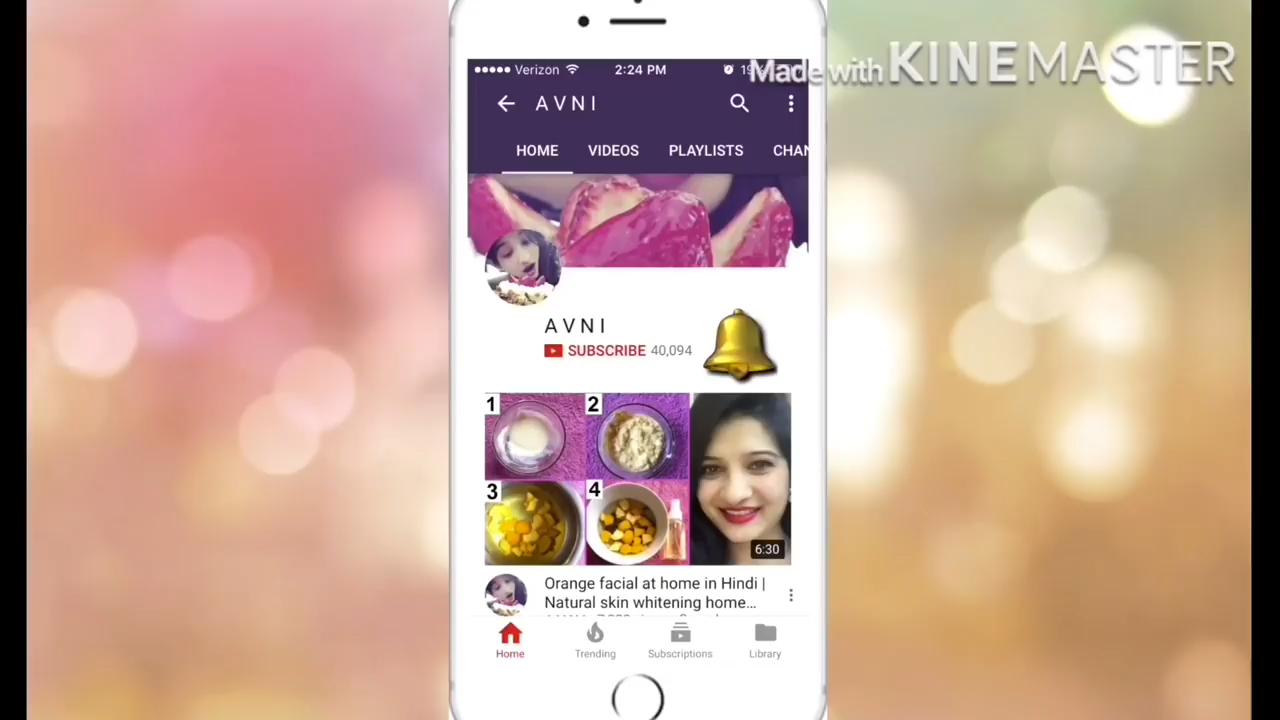 Made with KINEMASTER
Verizon 2:24 PM 19
AVNI
HOME VIDEOS PLAYLISTS CHAN
AVNI
SUBSCRIBE 40,094
1 2
3 4
6:30
Orange facial at home in Hindi |
Natural skin whitening home...
Home Trending Subscriptions Library